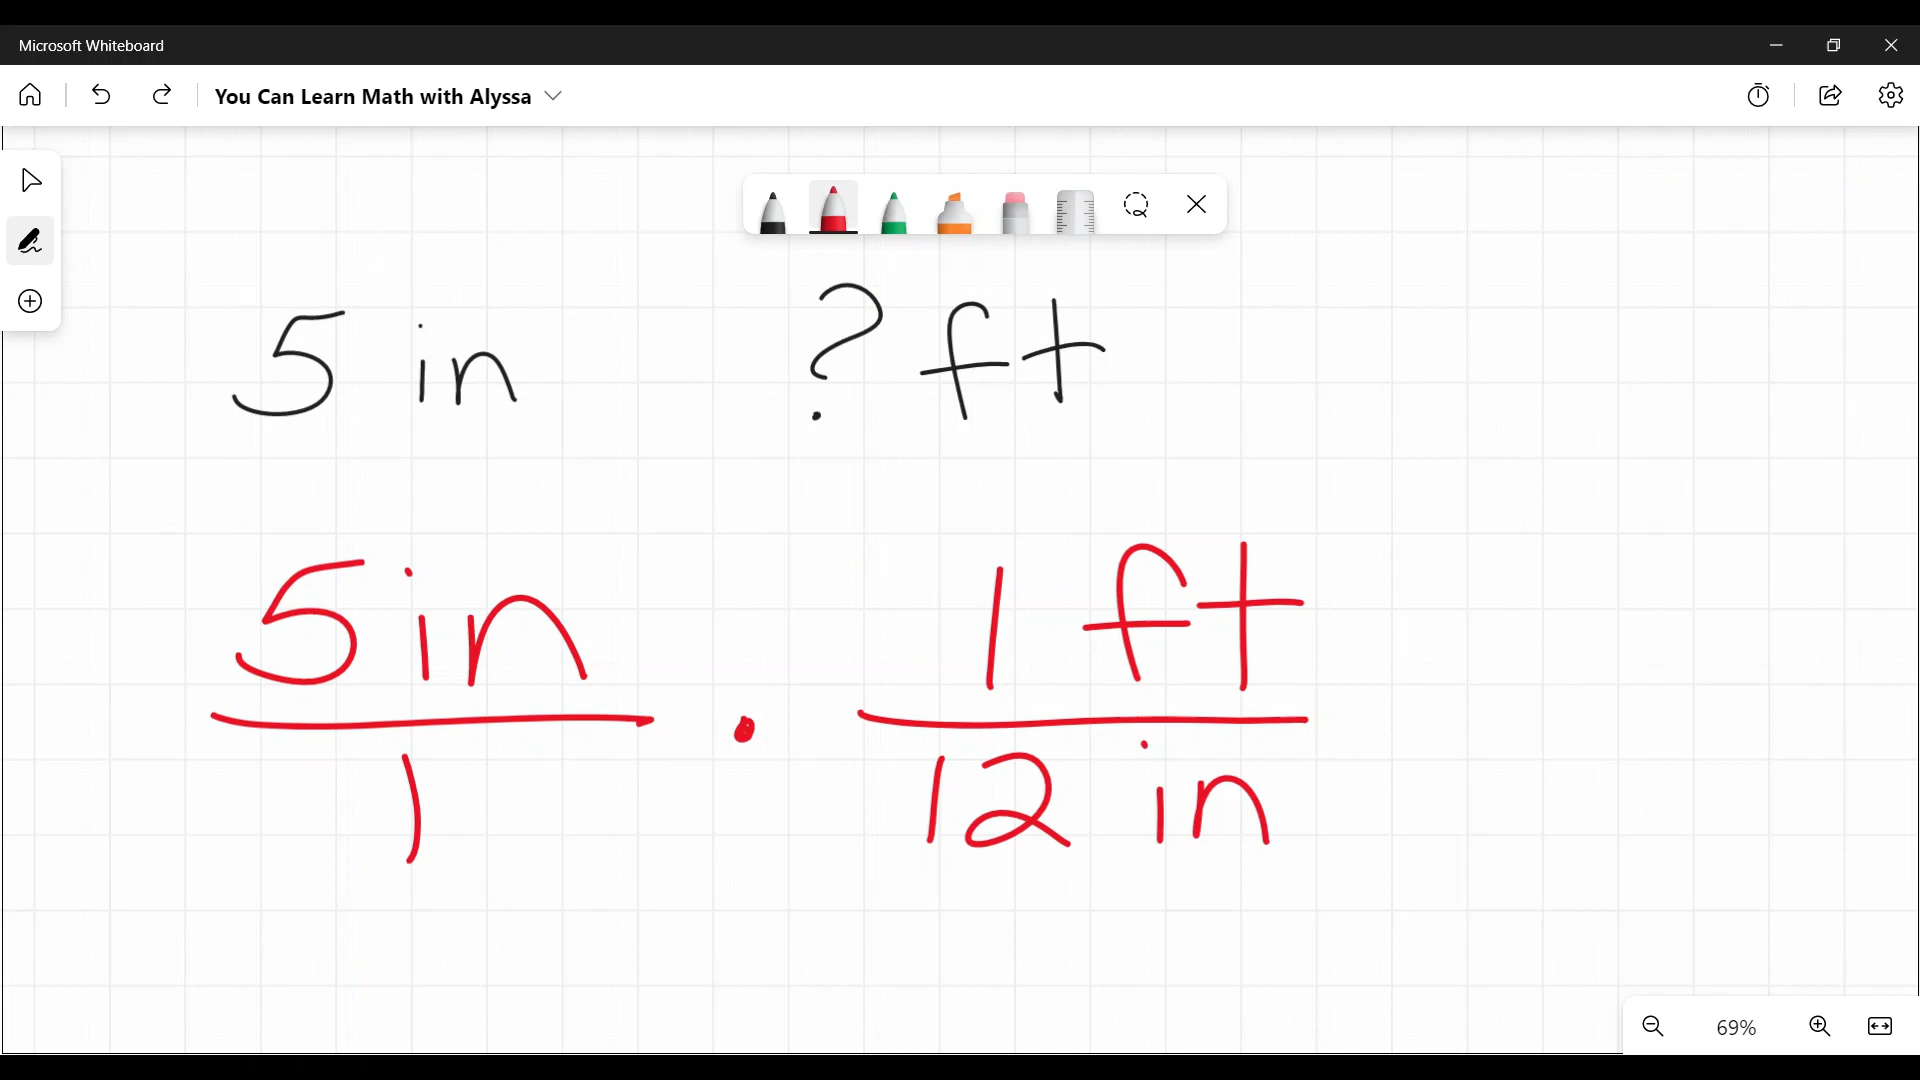 Microsoft Whiteboard
You Can Learn Math with Alyssa
5 in ? ft
5 in 1 ft
1 · 12 in
69%